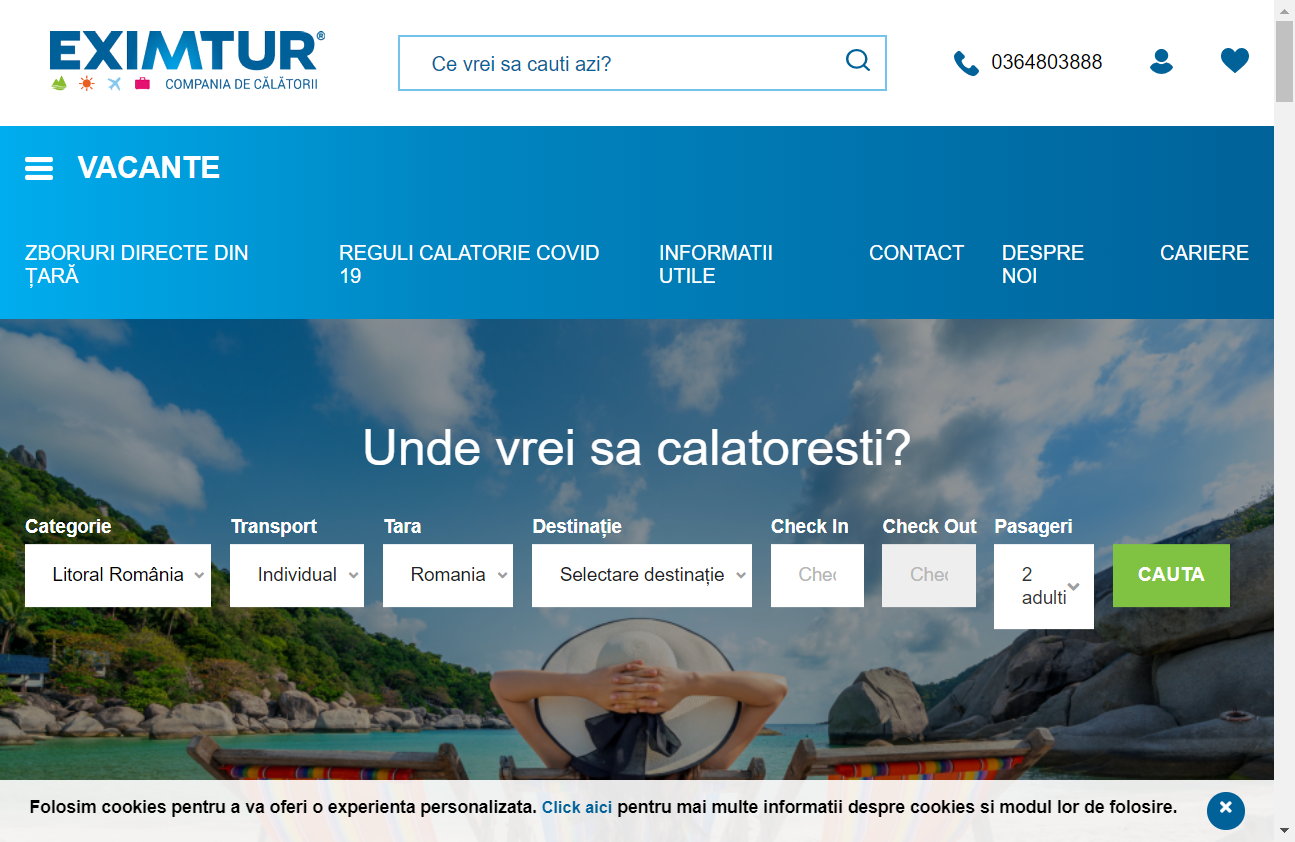 EXIMTUR®
COMPANIA DE CĂLĂTORII
Ce vrei sa cauti azi?
0364803888
VACANTE
ZBORURI DIRECTE DIN
ȚARĂ
REGULI CALATORIE COVID
19
INFORMATII
UTILE
CONTACT
DESPRE
NOI
CARIERE
Unde vrei sa calatoresti?
Categorie
Litoral România
Transport
Individual
Tara
Romania
Destinație
Selectare destinație
Check In
Chec
Check Out
Chec
Pasageri
2
adulti
CAUTA
Folosim cookies pentru a va oferi o experienta personalizata. Click aici pentru mai multe informatii despre cookies si modul lor de folosire.